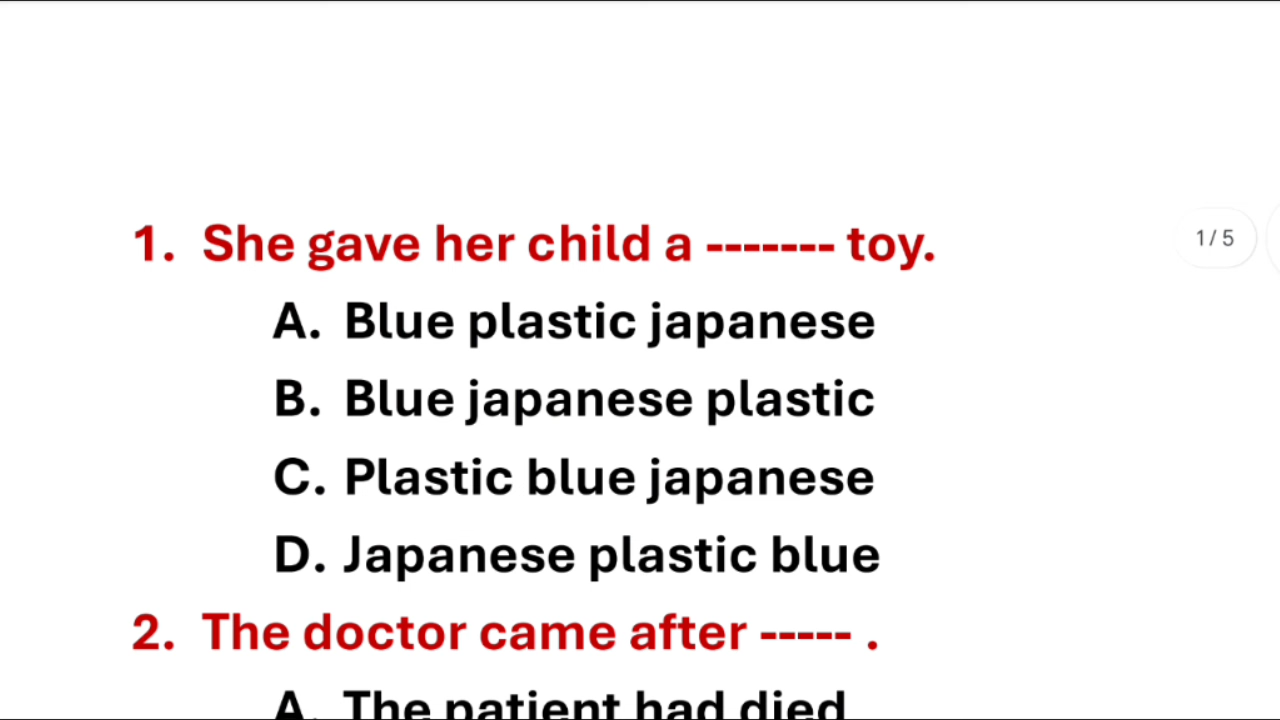 1. She gave her child a ------- toy.
1/5
A. Blue plastic japanese
B. Blue japanese plastic
C. Plastic blue japanese
D. Japanese plastic blue
2. The doctor came after ----- .
A. The patient had died